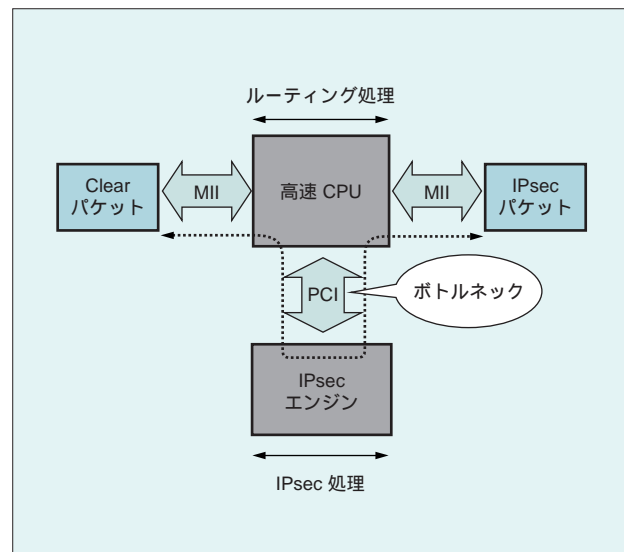 ルーティング処理
Clear
パケット
MII
高速 CPU
MII
IPsec
パケット
PCI
ボトルネック
IPsec
エンジン
IPsec 処理